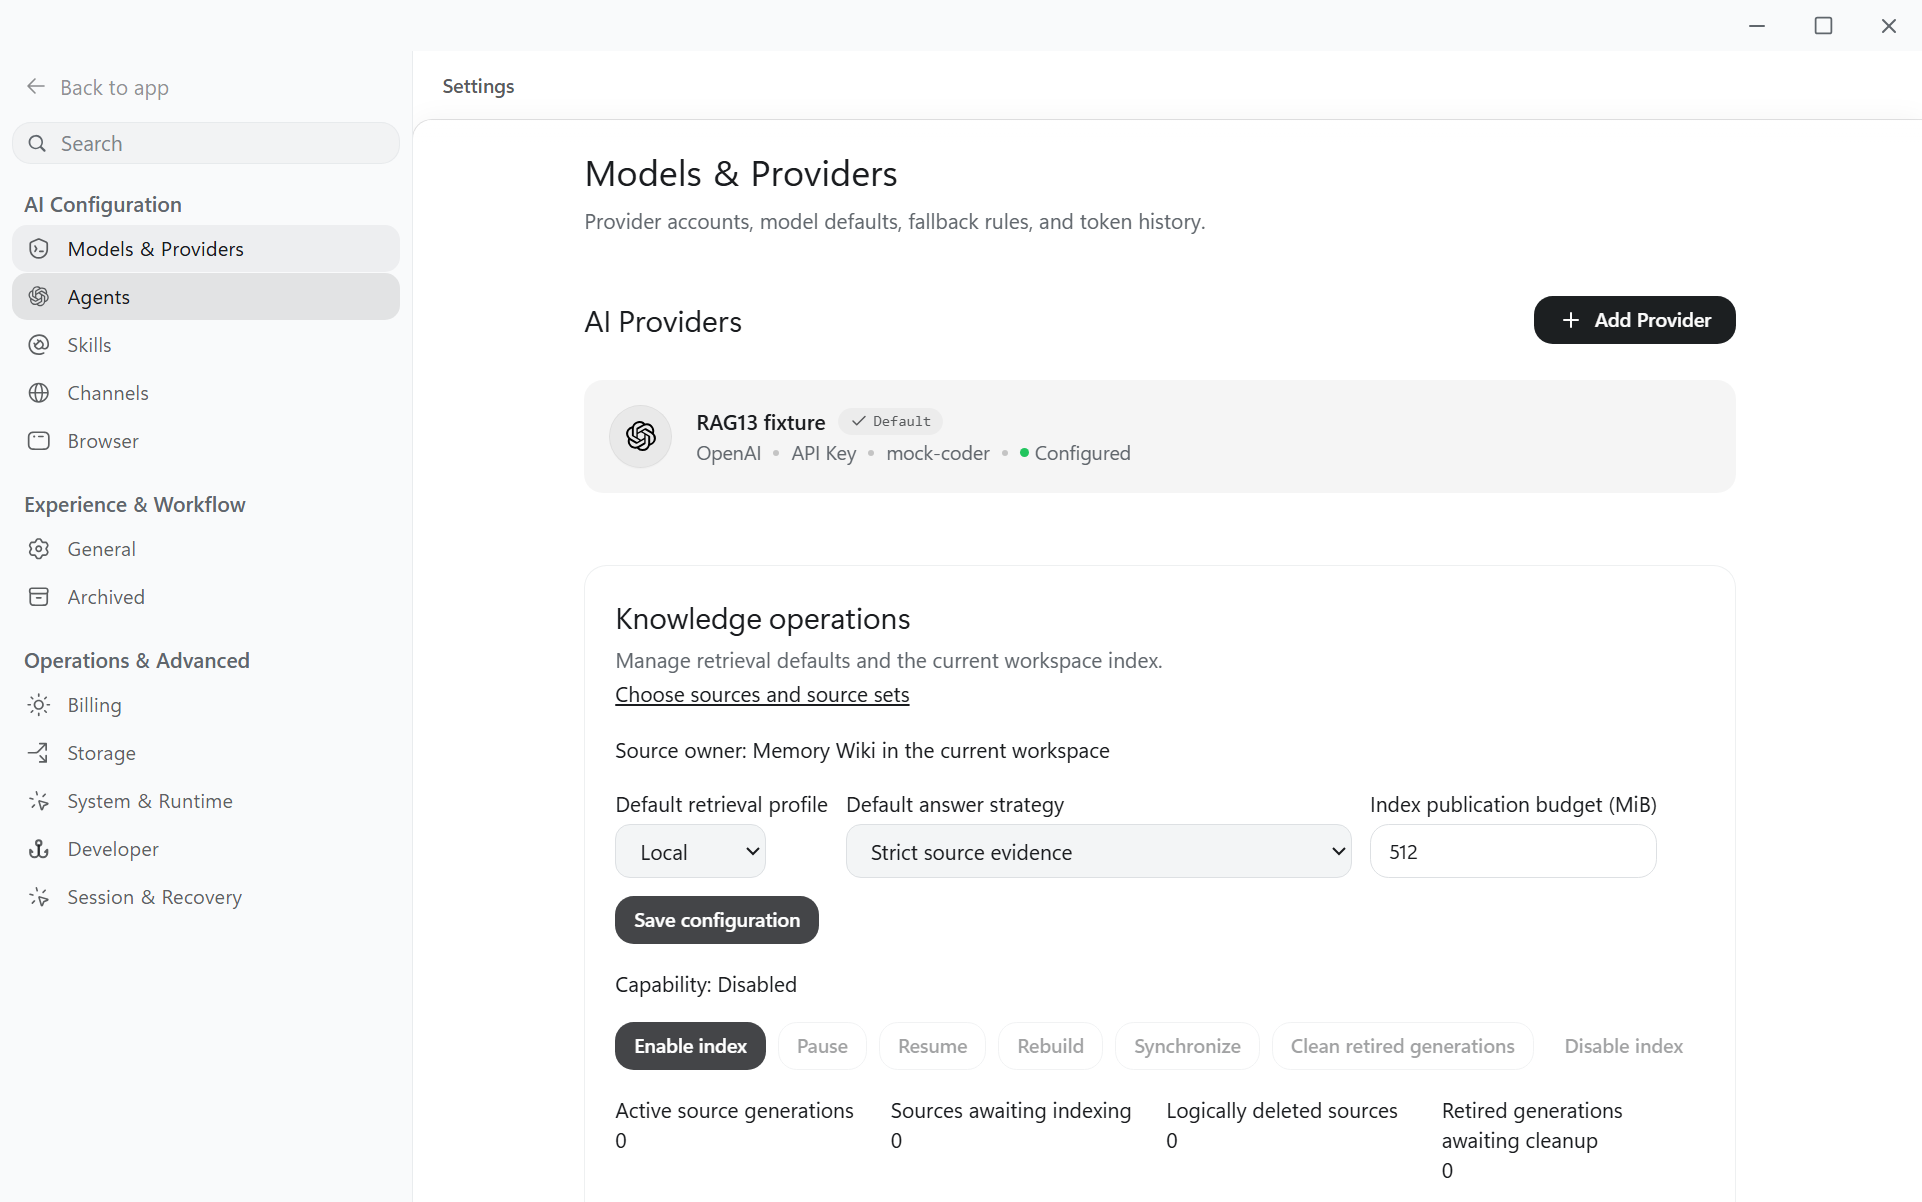 Back to app
Settings
Search
AI Configuration
Models & Providers
Agents
Skills
Channels
Browser
Experience & Workflow
General
Archived
Operations & Advanced
Billing
Storage
System & Runtime
Developer
Session & Recovery
Models & Providers
Provider accounts, model defaults, fallback rules, and token history.
AI Providers
Add Provider
RAG13 fixture Default
OpenAI • API Key • mock-coder • Configured
Knowledge operations
Manage retrieval defaults and the current workspace index.
Choose sources and source sets
Source owner: Memory Wiki in the current workspace
Default retrieval profile Default answer strategy Index publication budget (MiB)
Local Strict source evidence 512
Save configuration
Capability: Disabled
Enable index Pause Resume Rebuild Synchronize Clean retired generations Disable index
Active source generations Sources awaiting indexing Logically deleted sources Retired generations
awaiting cleanup
0 0 0
0